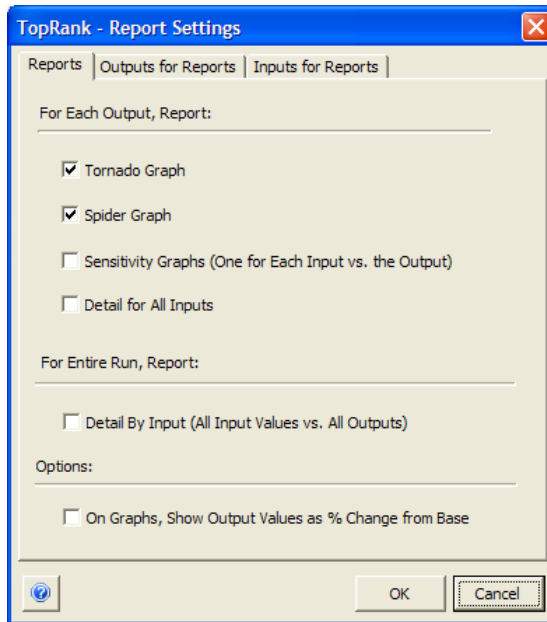 TopRank - Report Settings
Reports
Outputs for Reports
Inputs for Reports
For Each Output, Report:
Tornado Graph
Spider Graph
Sensitivity Graphs (One for Each Input vs. the Output)
Detail for All Inputs
For Entire Run, Report:
Detail By Input (All Input Values vs. All Outputs)
Options:
On Graphs, Show Output Values as % Change from Base
?
OK
Cancel